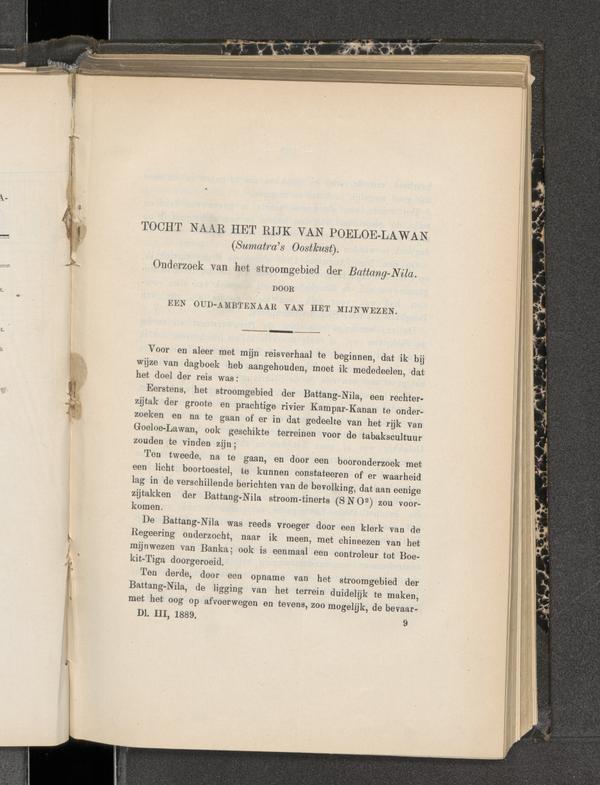 TOCHT NAAR HET RIJK VAN POELOE-LAWAN
(Sumatra's Oostkust).
Onderzoek van het stroomgebied der Battang-Nila.
DOOR
EEN OUD-AMBTENAAR VAN HET MIJNWEZEN.
Voor en aleer met mijn reisverhaal te beginnen, dat ik bij
wijze van dagboek heb aangehouden, moet ik mededeelen, dat
het doel der reis was:
Eerstens, het stroomgebied der Battang-Nila, een rechter-
zijtak der groote en prachtige rivier Kampar-Kanan te onder-
zoeken en na te gaan of er in dat gedeelte van het rijk van
Goeloe-Lawan, ook geschikte terreinen voor de tabakscultuur
zouden te vinden zijn;
Ten tweede, na te gaan, en door een booronderzoek met
een licht boortoestel, te kunnen constateeren of er waarheid
lag in de verschillende berichten van de bevolking, dat aan eenige
zijtakken der Battang-Nila stroom-tinerts (SNO²) zou voor-
komen.
De Battang-Nila was reeds vroeger door een klerk van de
Regeering onderzocht, naar ik meen, met chineezen van het
mijnwezen van Banka; ook is eenmaal een controleur tot Boe-
kit-Tiga doorgeroeid.
Ten derde, door een opname van het stroomgebied der
Battang-Nila, de ligging van het terrein duidelijk te maken,
met het oog op afvoerwegen en tevens, zoo mogelijk, de bevaar-
Dl. III, 1889.
9